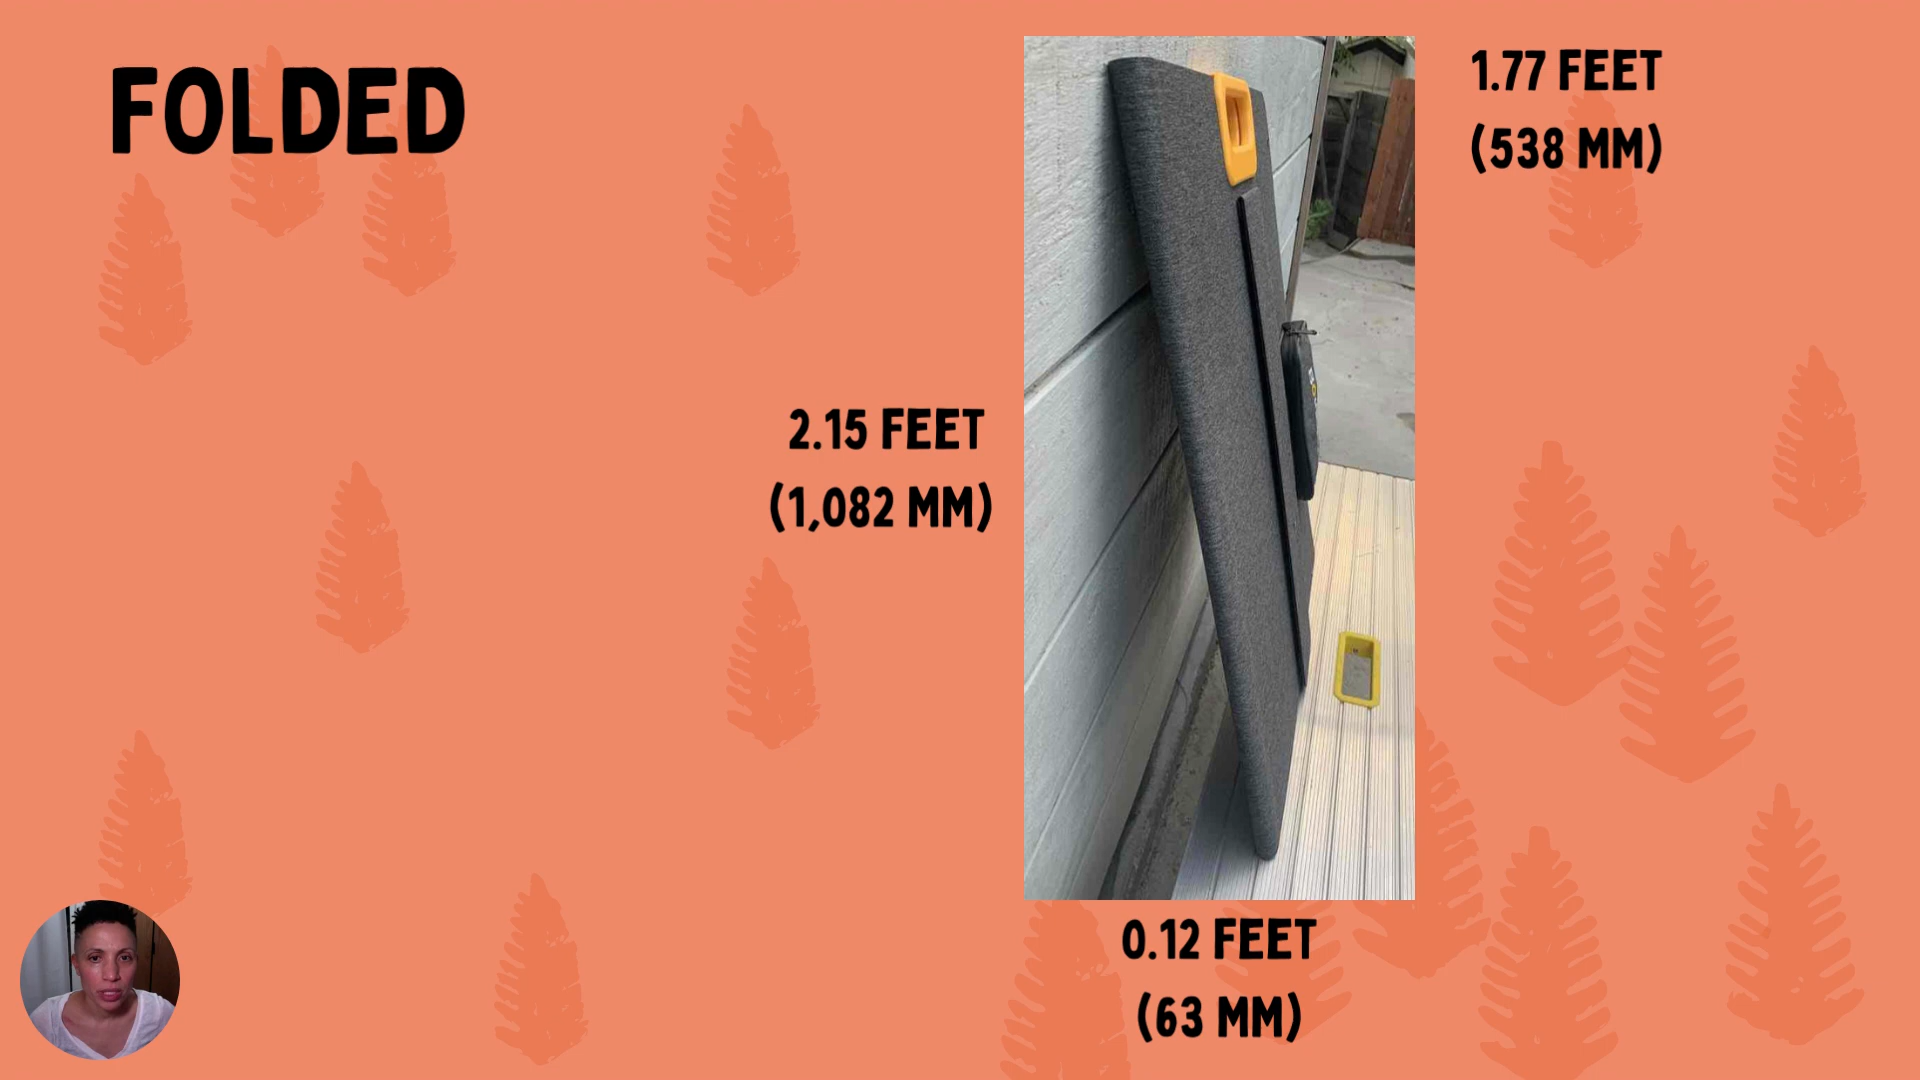 FOLDED
1.77 FEET
(538 MM)
2.15 FEET
(1,082 MM)
0.12 FEET
(63 MM)